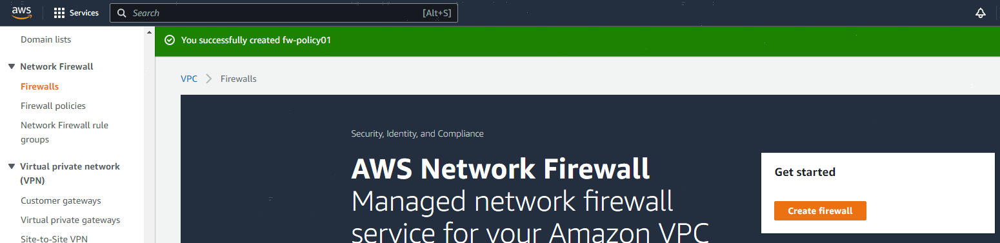 aws
Services
Search
[Alt+S]
Domain lists
Network Firewall
Firewalls
Firewall policies
Network Firewall rule
groups
Virtual private network
(VPN)
Customer gateways
Virtual private gateways
Site-to-Site VPN
You successfully created fw-policy01
VPC
Firewalls
Security, Identity, and Compliance
AWS Network Firewall
Managed network firewall
service for your Amazon VPC
Get started
Create firewall